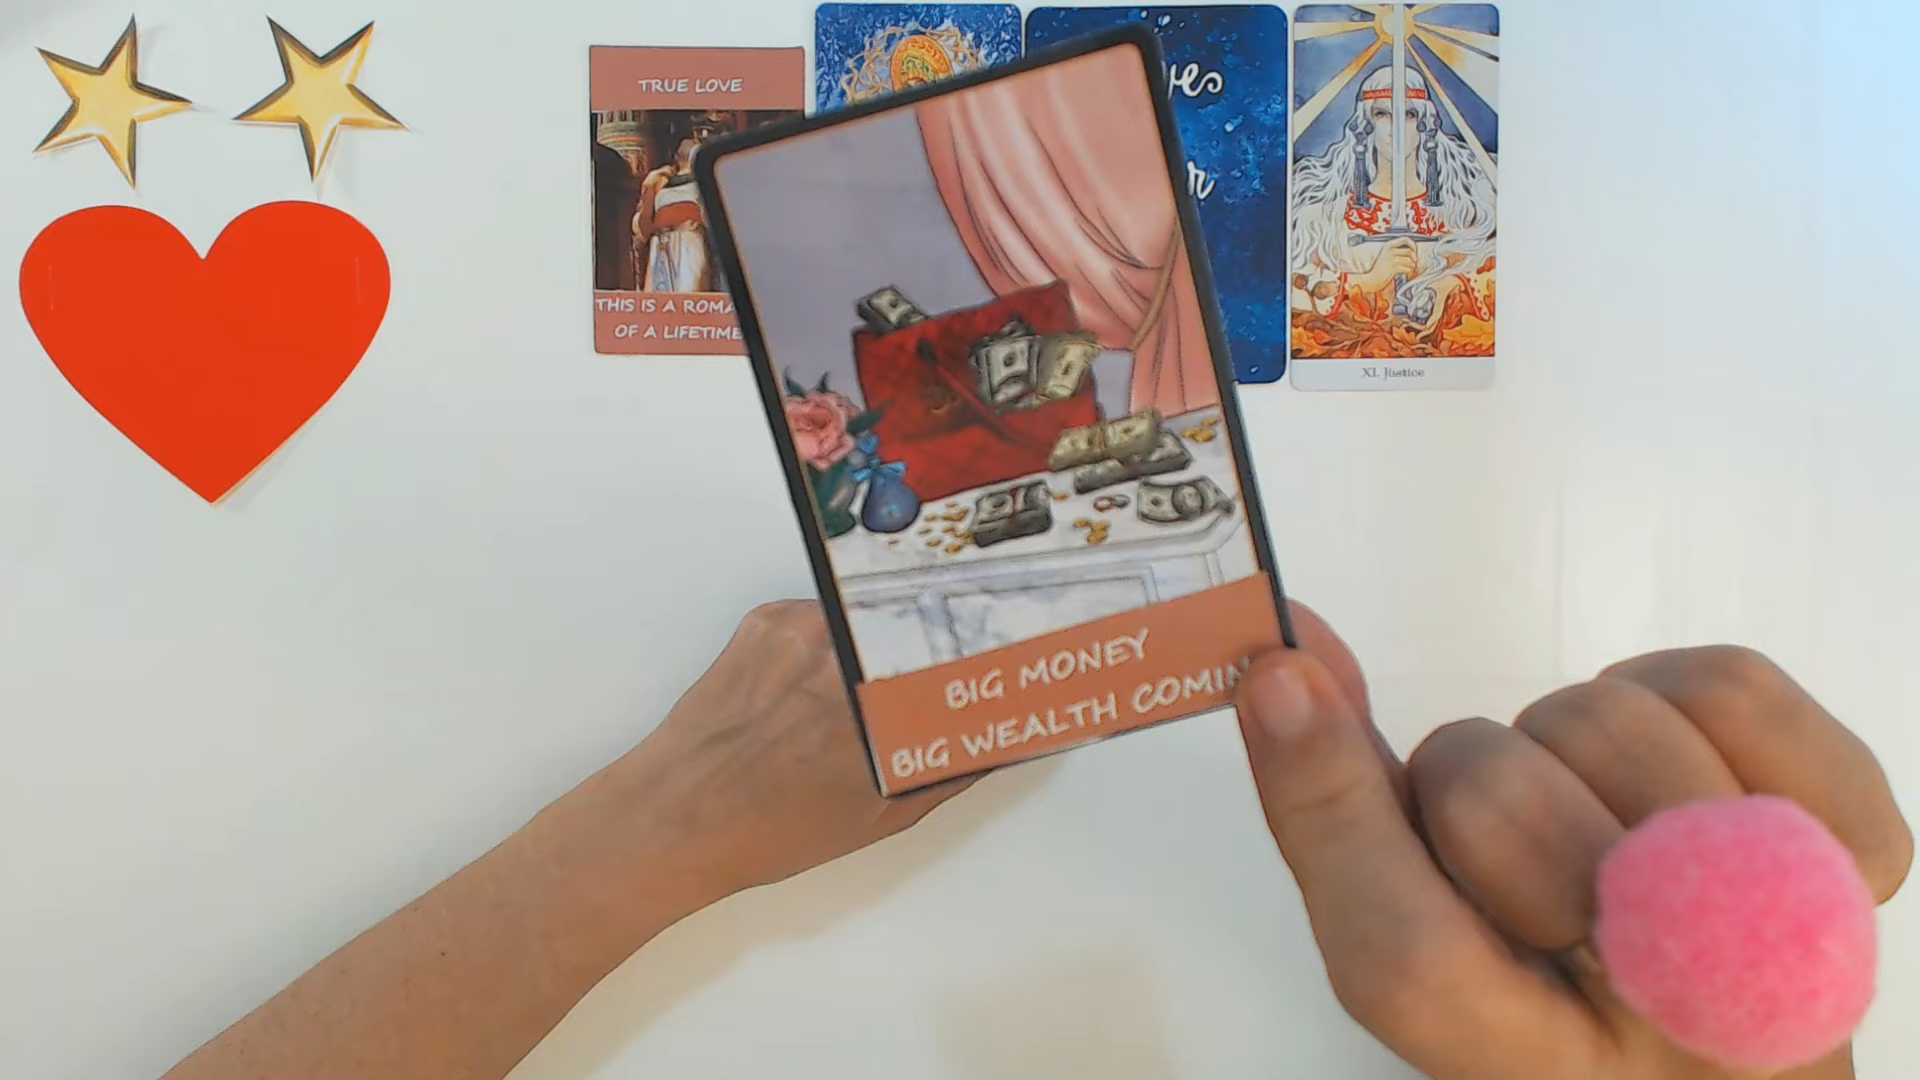 TRUE LOVE
THIS IS A ROMA
OF A LIFETIME
XI. Justice
BIG MONEY
BIG WEALTH COMIN